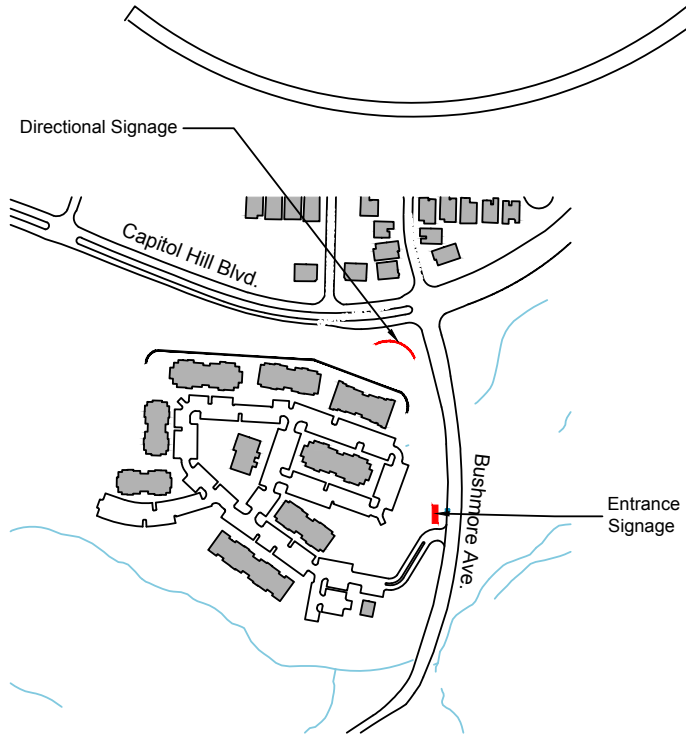 Directional Signage
Capitol Hill Blvd.
Bushmore Ave.
Entrance
Signage